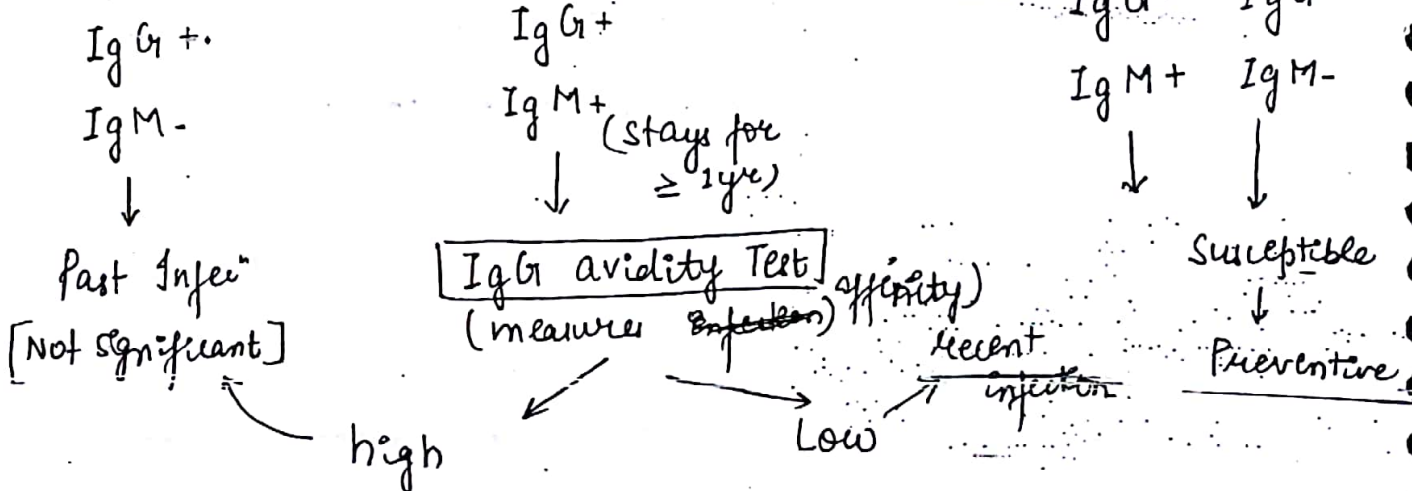 IgG +.
IgM -
Past Infecⁿ
[Not Significant]
IgG +
IgM +
(stays for
≥ 1yr)
IgG avidity Test
(measures affinity)
high
Low
IgM + IgM -
recent
infection
Susceptible
Preventive